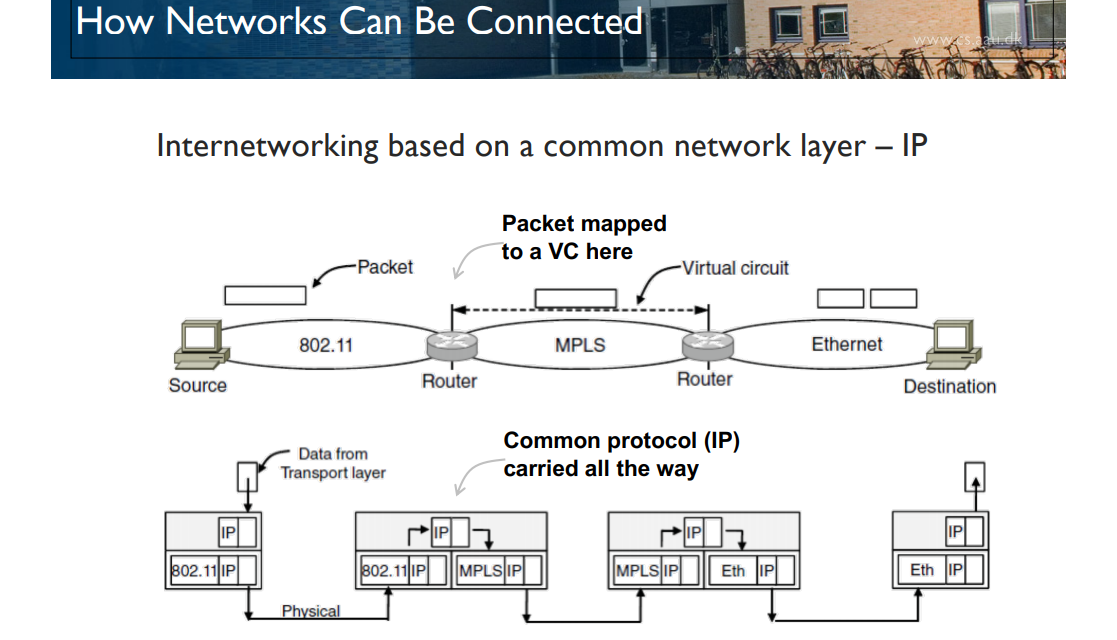 How Networks Can Be Connected
www.cs.aau.dk
Internetworking based on a common network layer – IP
Packet mapped
to a VC here
Packet
Virtual circuit
802.11
MPLS
Ethernet
Source
Router
Router
Destination
Common protocol (IP)
carried all the way
Data from
Transport layer
IP
IP
IP
IP
802.11 IP
802.11 IP
MPLS IP
MPLS IP
Eth IP
Eth IP
Physical